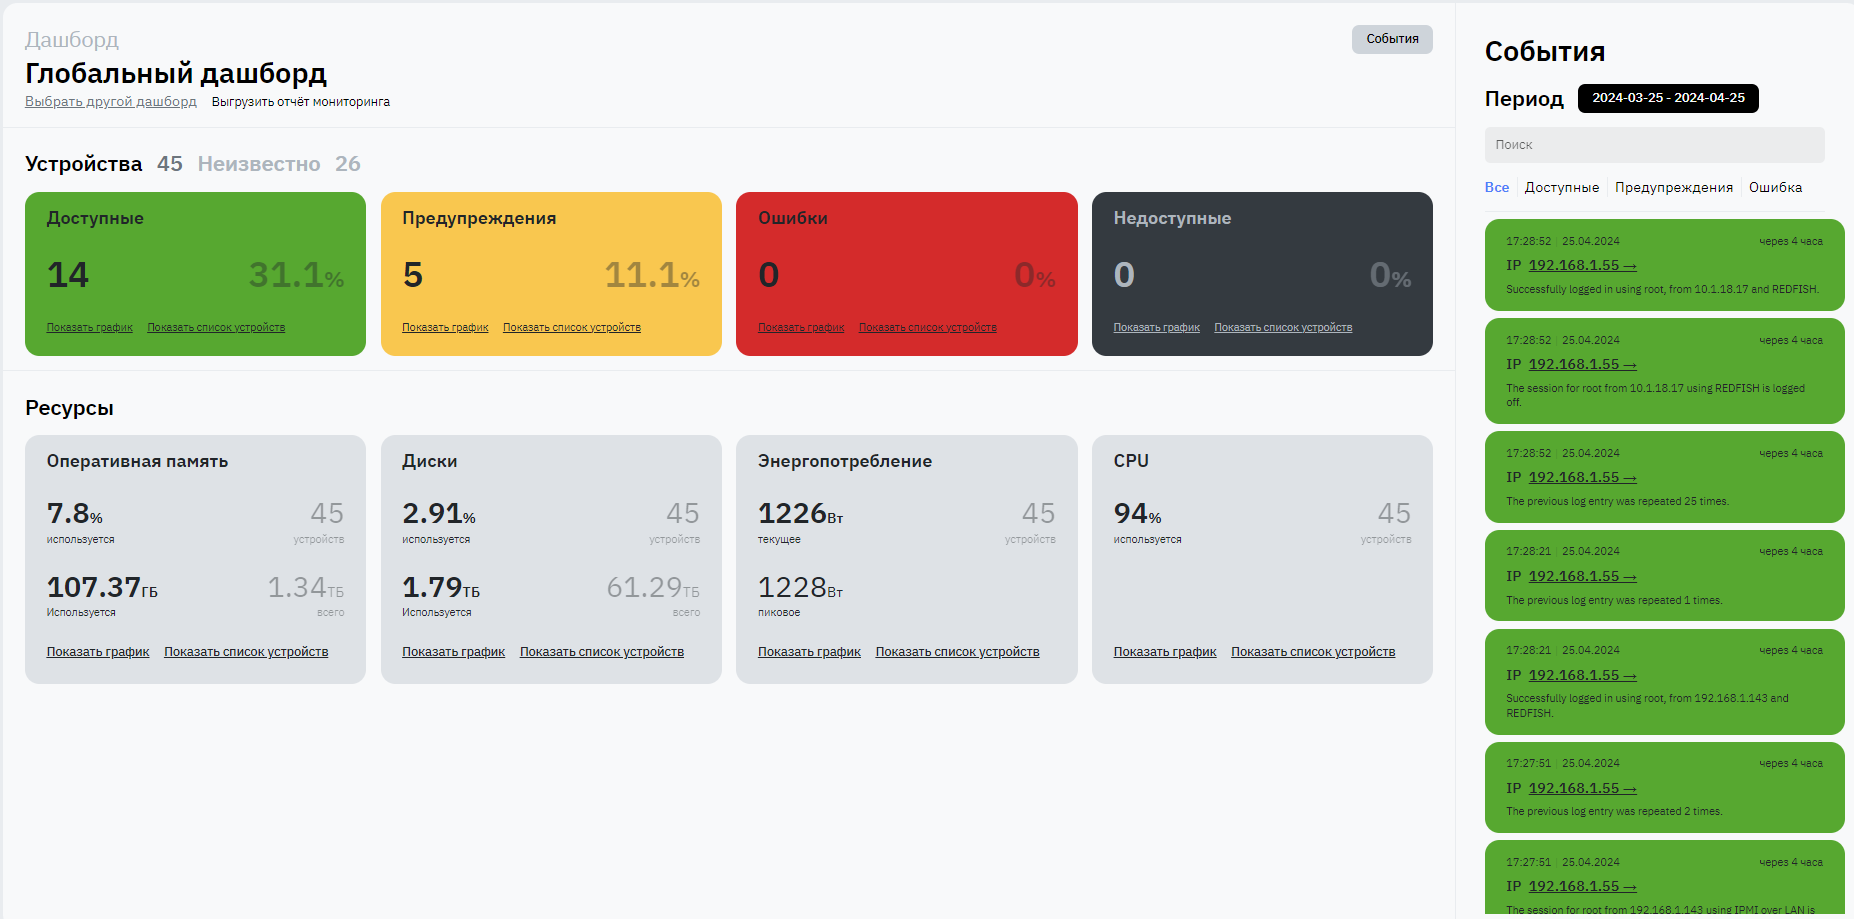 Дашборд
Глобальный дашборд
Выбрать другой дашборд Выгрузить отчёт мониторинга
События
Устройства 45 Неизвестно 26
Доступные
14 31.1%
Показать график Показать список устройств
Предупреждения
5 11.1%
Показать график Показать список устройств
Ошибки
0 0%
Показать график Показать список устройств
Недоступные
0 0%
Показать график Показать список устройств
Ресурсы
Оперативная память
7.8% 45
используется устройств
107.37ГБ 1.34ТБ
Используется всего
Показать график Показать список устройств
Диски
2.91% 45
используется устройств
1.79ТБ 61.29ТБ
Используется всего
Показать график Показать список устройств
Энергопотребление
1226Вт 45
текущее устройств
1228Вт
пиковое
Показать график Показать список устройств
CPU
94% 45
используется устройств
Показать график Показать список устройств
События
Период 2024-03-25 - 2024-04-25
Поиск
Все Доступные Предупреждения Ошибка
17:28:52 25.04.2024 через 4 часа
IP 192.168.1.55 →
Successfully logged in using root, from 10.1.18.17 and REDFISH.
17:28:52 25.04.2024 через 4 часа
IP 192.168.1.55 →
The session for root from 10.1.18.17 using REDFISH is logged
off.
17:28:52 25.04.2024 через 4 часа
IP 192.168.1.55 →
The previous log entry was repeated 25 times.
17:28:21 25.04.2024 через 4 часа
IP 192.168.1.55 →
The previous log entry was repeated 1 times.
17:28:21 25.04.2024 через 4 часа
IP 192.168.1.55 →
Successfully logged in using root, from 192.168.1.143 and
REDFISH.
17:27:51 25.04.2024 через 4 часа
IP 192.168.1.55 →
The previous log entry was repeated 2 times.
17:27:51 25.04.2024 через 4 часа
IP 192.168.1.55 →
The session for root from 192.168.1.143 using IPMI over LAN is